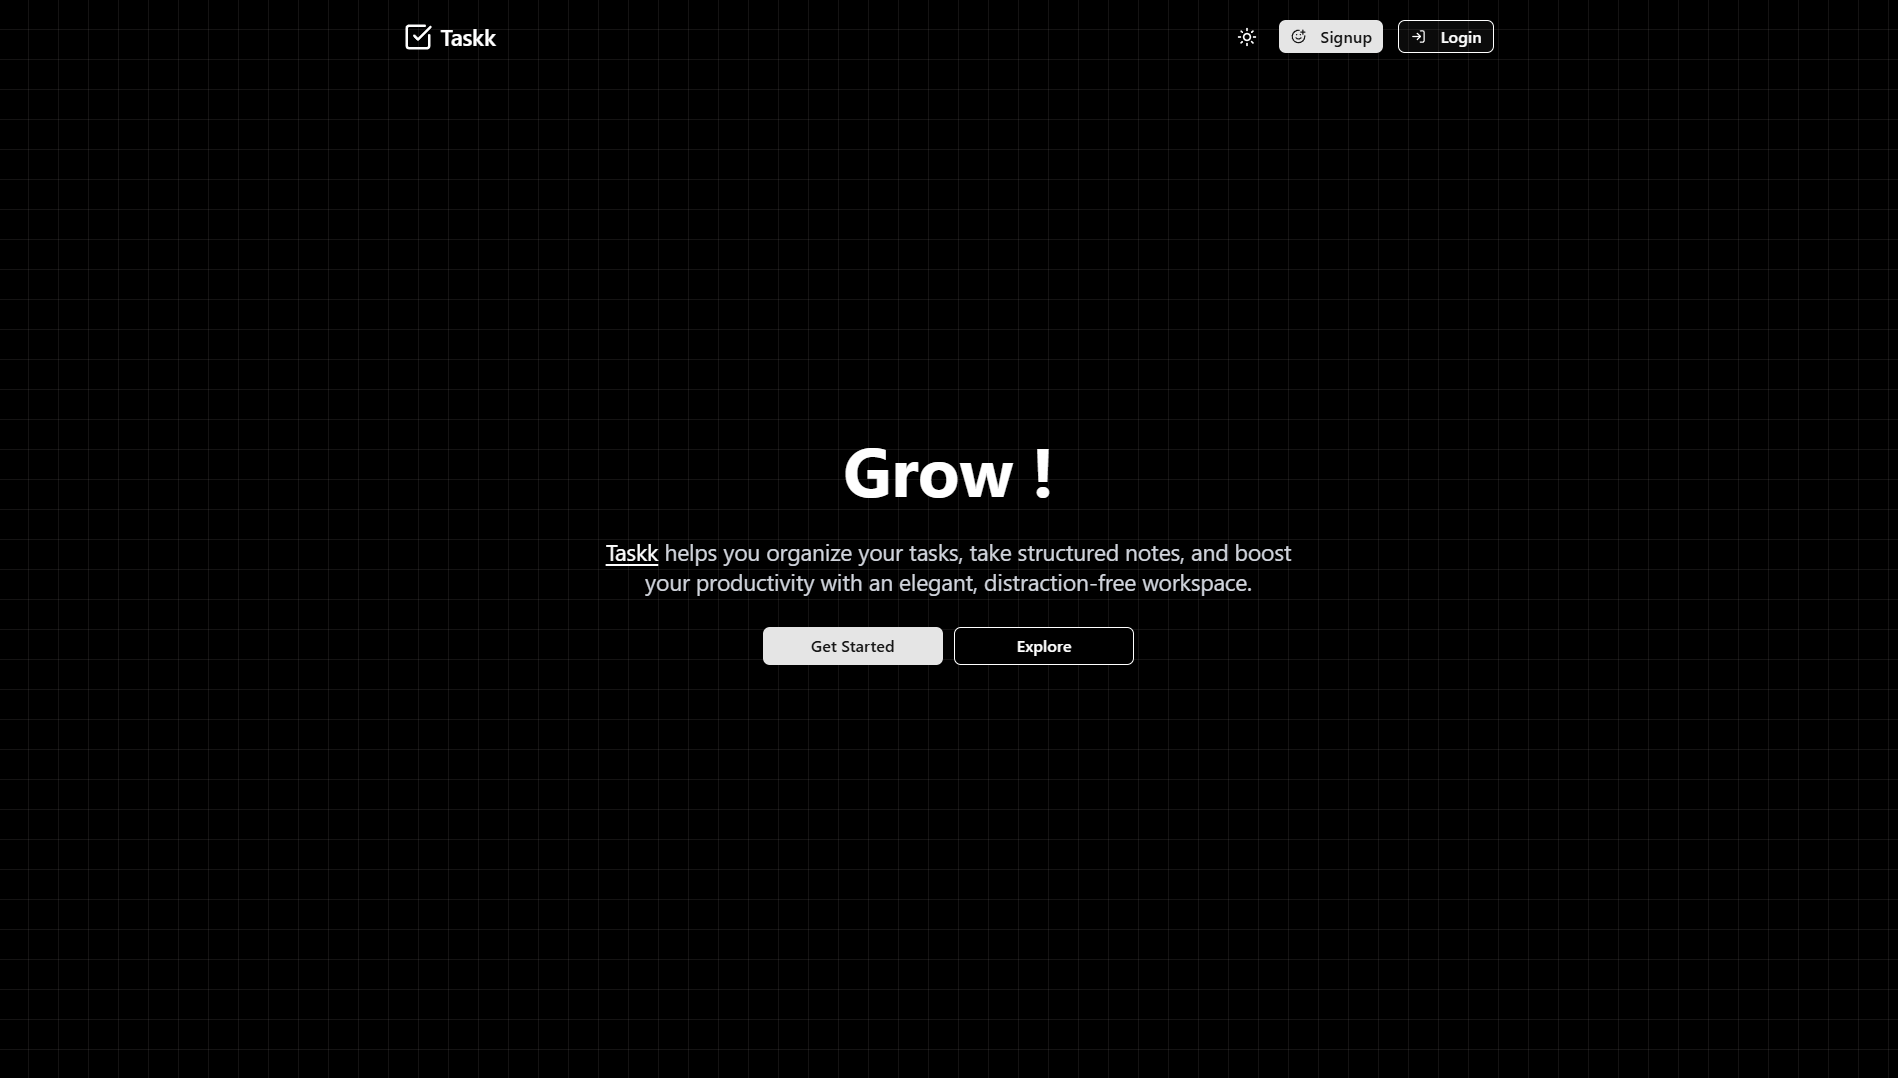 Taskk
Signup
Login
Grow !
Taskk helps you organize your tasks, take structured notes, and boost
your productivity with an elegant, distraction-free workspace.
Get Started
Explore